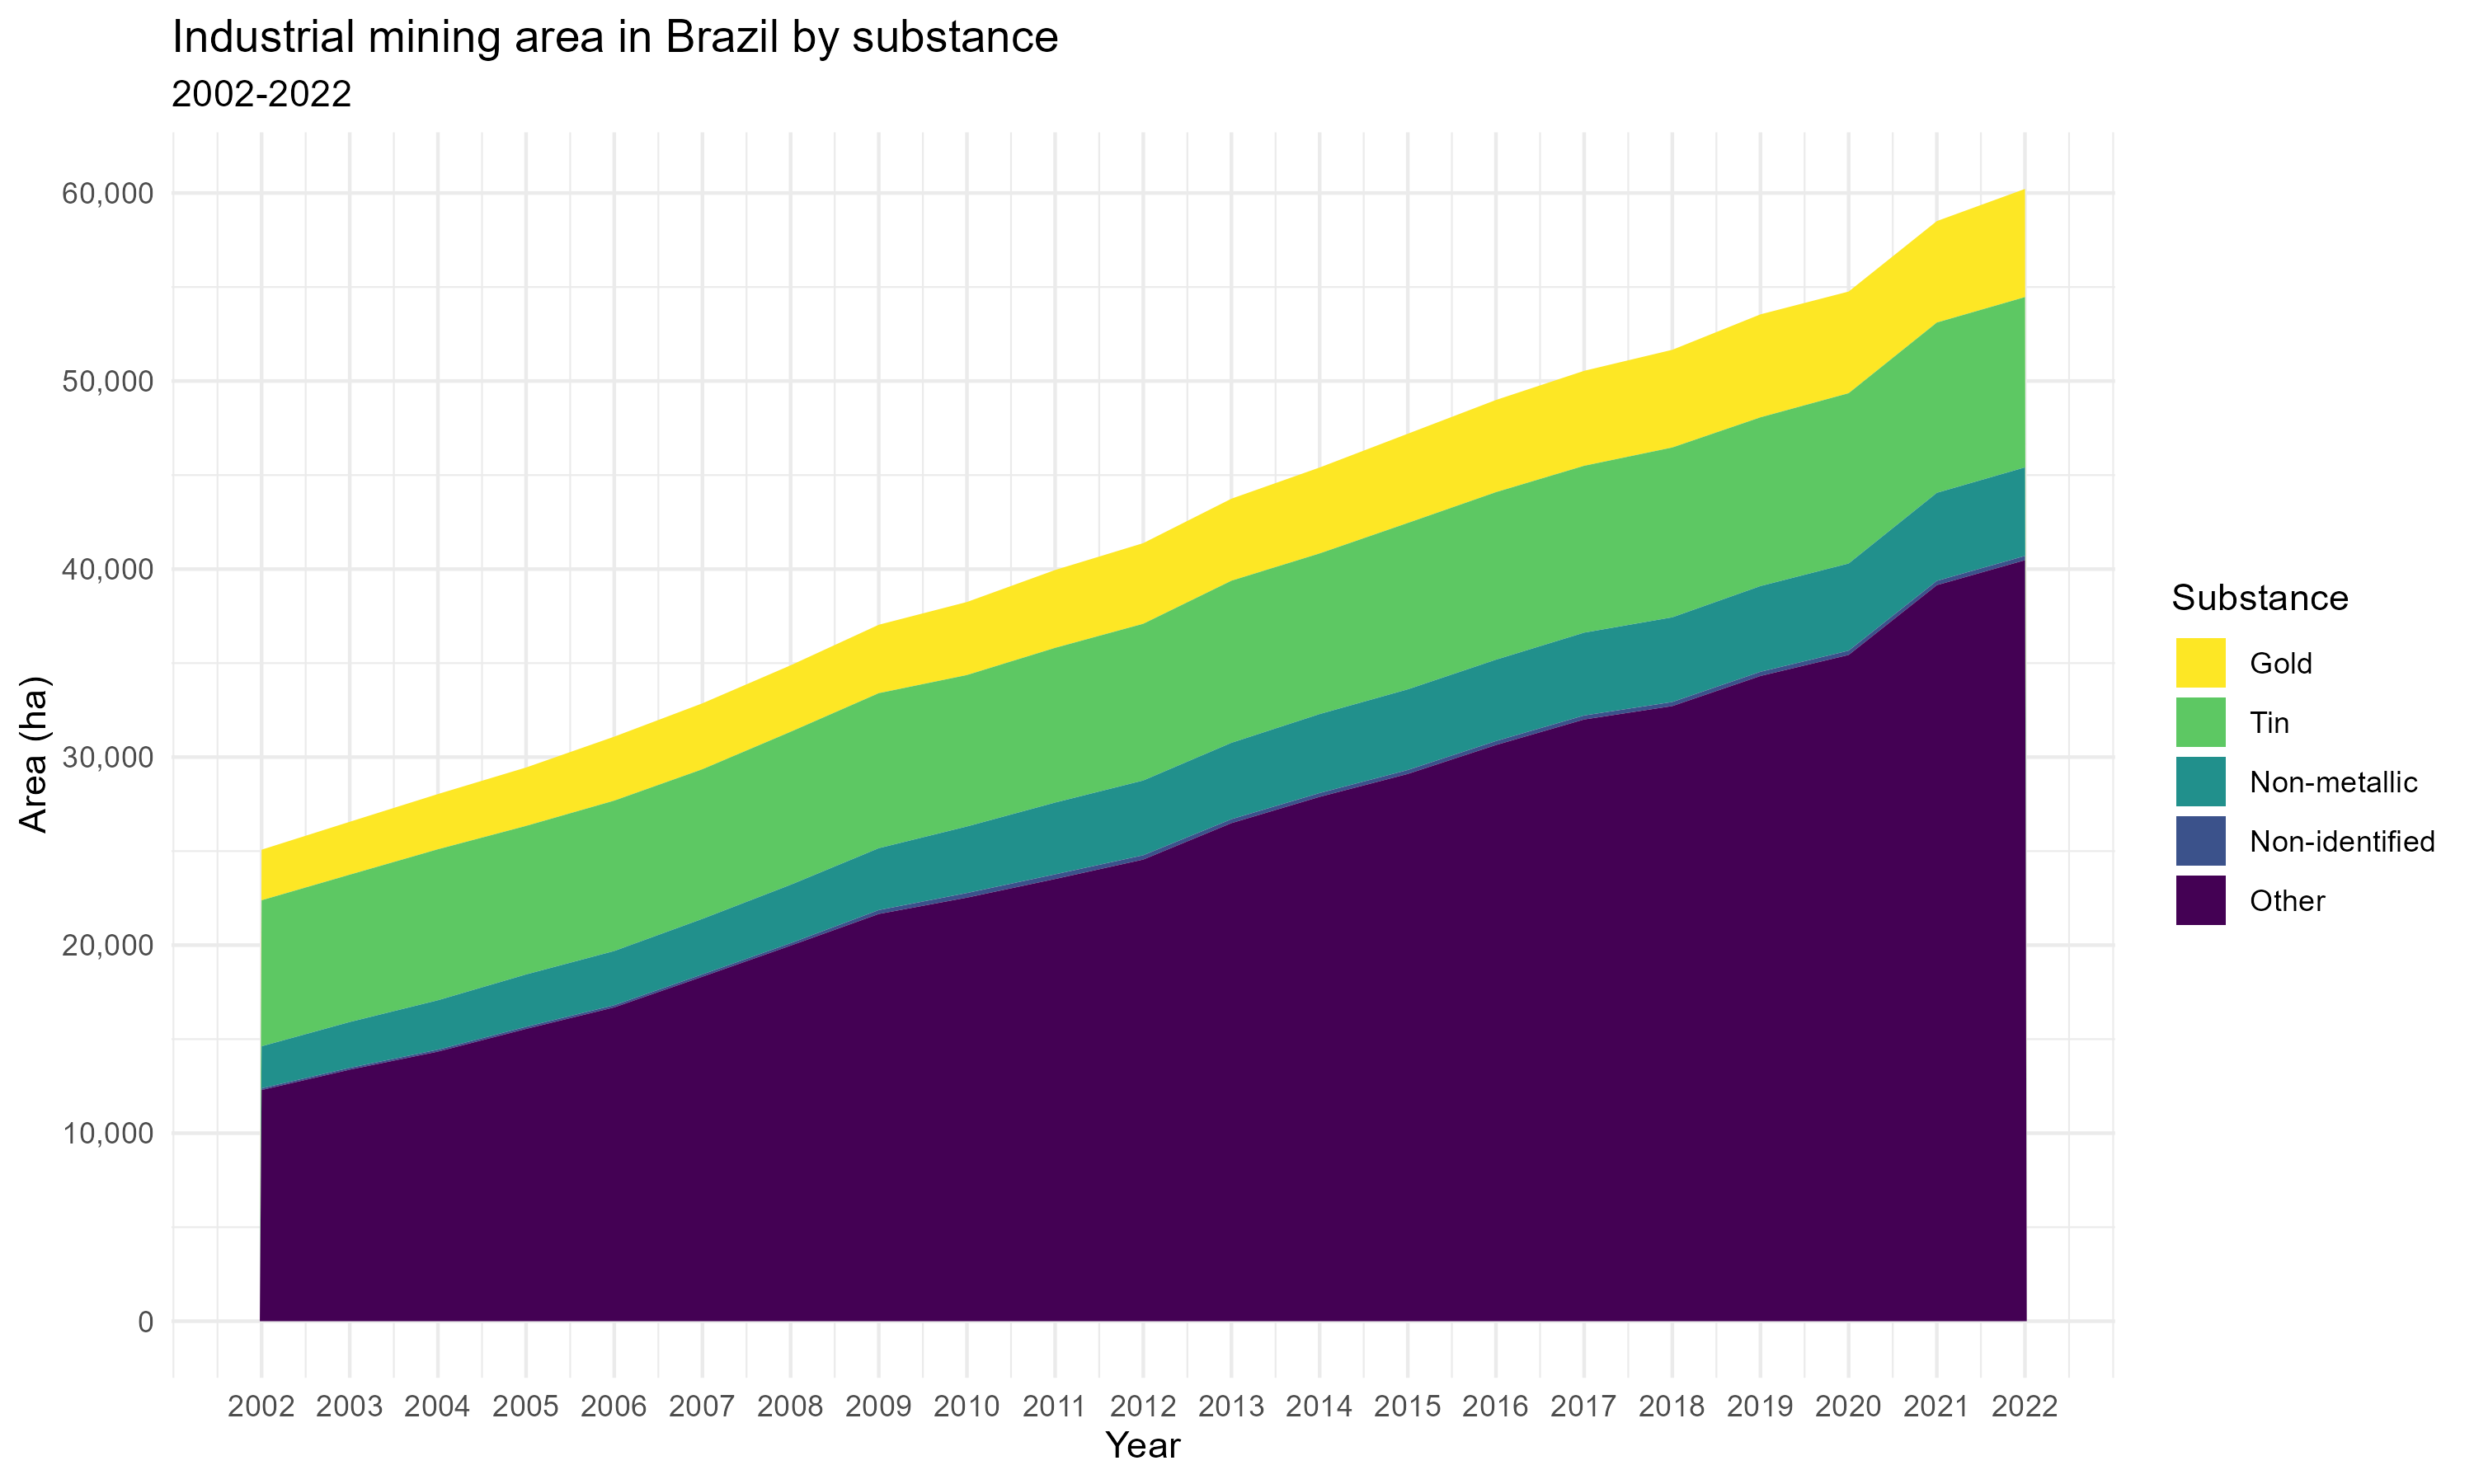 Industrial mining area in Brazil by substance
2002-2022
60,000
50,000
40,000
30,000
20,000
10,000
0
Area (ha)
2002 2003 2004 2005 2006 2007 2008 2009 2010 2011 2012 2013 2014 2015 2016 2017 2018 2019 2020 2021 2022
Year
Substance
Gold
Tin
Non-metallic
Non-identified
Other